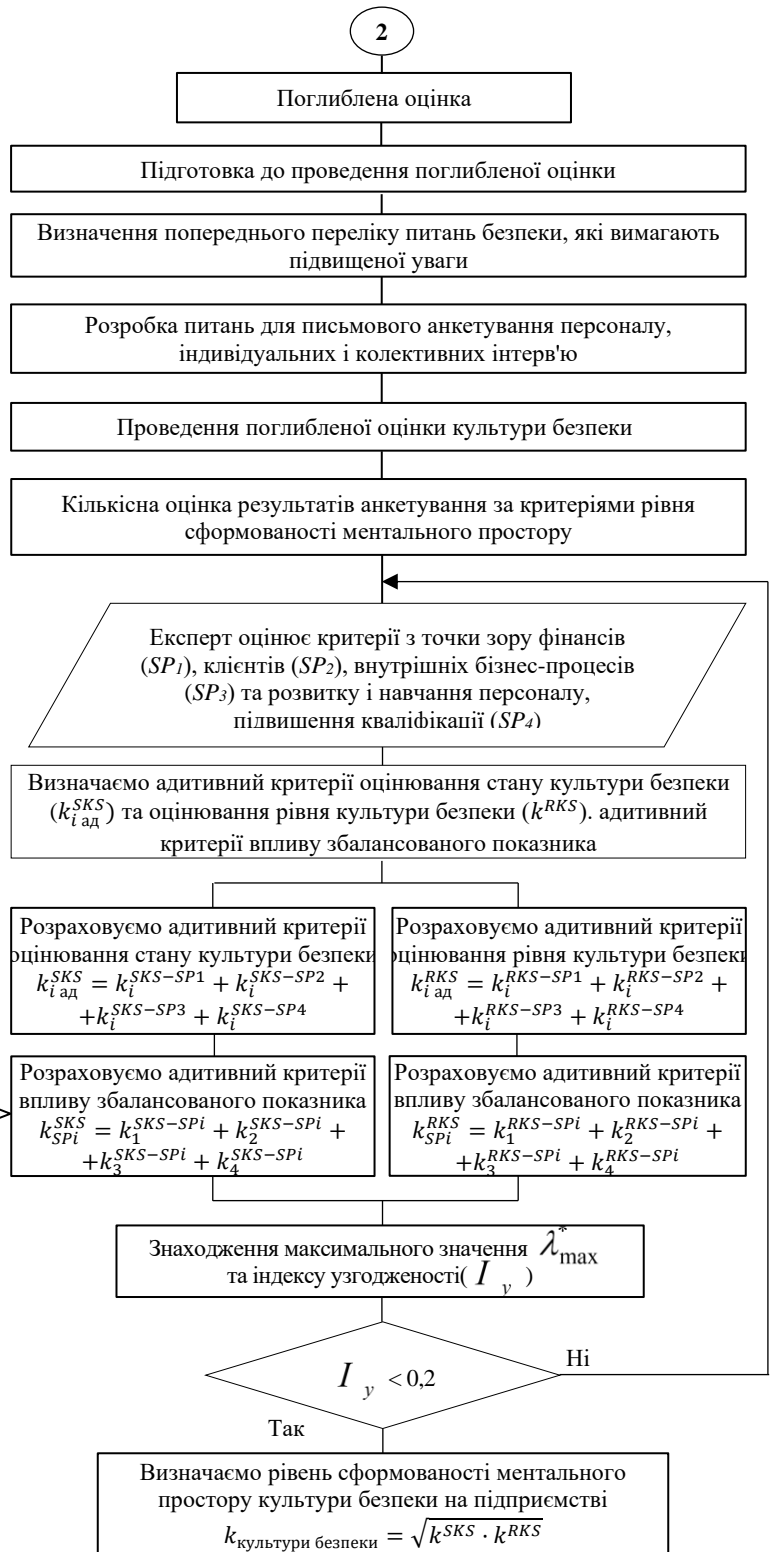 2
Поглиблена оцінка
Підготовка до проведення поглибленої оцінки
Визначення попереднього переліку питань безпеки, які вимагають
підвищеної уваги
Розробка питань для письмового анкетування персоналу,
індивідуальних і колективних інтерв'ю
Проведення поглибленої оцінки культури безпеки
Кількісна оцінка результатів анкетування за критеріями рівня
сформованості ментального простору
Експерт оцінює критерії з точки зору фінансів
(SP₁), клієнтів (SP₂), внутрішніх бізнес-процесів
(SP₃) та розвитку і навчання персоналу,
підвищення кваліфікації (SP₄)
Визначаємо адитивний критерії оцінювання стану культури безпеки
(k_{i ад}^{SKS}) та оцінювання рівня культури безпеки (k^{RKS}). адитивний
критерії впливу збалансованого показника
Розраховуємо адитивний критерії
оцінювання стану культури безпеки
k_{i ад}^{SKS} = k_i^{SKS−SP1} + k_i^{SKS−SP2} +
+k_i^{SKS−SP3} + k_i^{SKS−SP4}
Розраховуємо адитивний критерії
оцінювання рівня культури безпеки
k_{i ад}^{RKS} = k_i^{RKS−SP1} + k_i^{RKS−SP2} +
+k_i^{RKS−SP3} + k_i^{RKS−SP4}
Розраховуємо адитивний критерії
впливу збалансованого показника
k_{SPi}^{SKS} = k_1^{SKS−SPi} + k_2^{SKS−SPi} +
+k_3^{SKS−SPi} + k_4^{SKS−SPi}
Розраховуємо адитивний критерії
впливу збалансованого показника
k_{SPi}^{RKS} = k_1^{RKS−SPi} + k_2^{RKS−SPi} +
+k_3^{RKS−SPi} + k_4^{RKS−SPi}
Знаходження максимального значення λ*_{max}
та індексу узгодженості( I_y )
I_y < 0,2
Ні
Так
Визначаємо рівень сформованості ментального
простору культури безпеки на підприємстві
k_{культури безпеки} = √(k^{SKS} · k^{RKS})